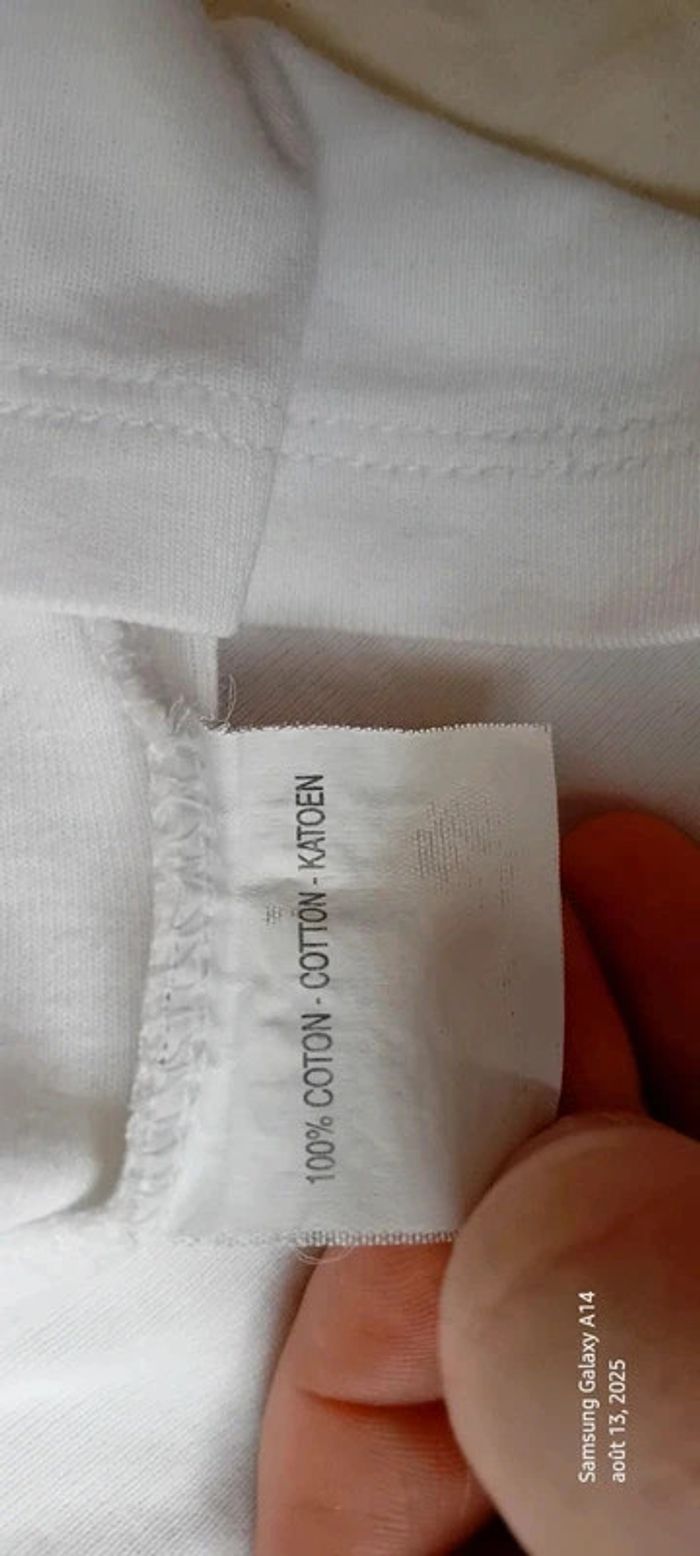 100% COTON - COTTON - KATOEN
Samsung Galaxy A14
août 13, 2025